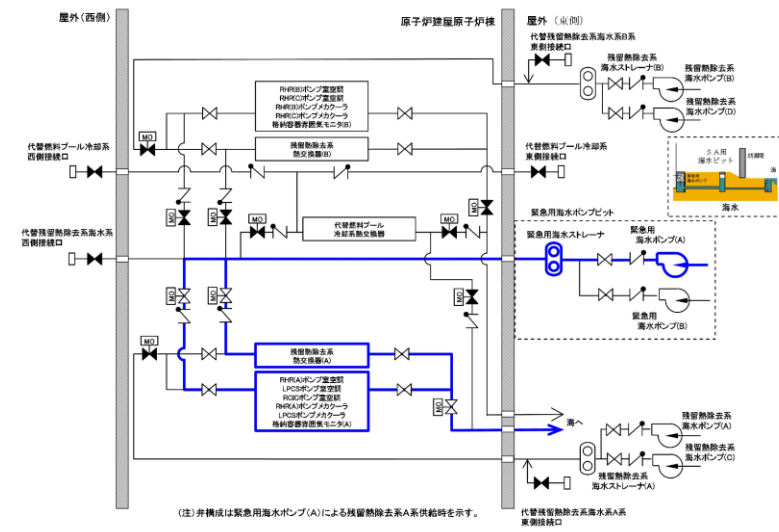 屋外(西側)
原子炉建屋原子炉棟
屋外(東側)
代替残留熱除去系海水系B系
東側接続口
残留熱除去系
海水ストレーナ(B)
残留熱除去系
海水ポンプ(B)
残留熱除去系
海水ポンプ(D)
RHR(B)ポンプ室空調
RHR(C)ポンプ室空調
RHR(B)ポンプメカクーラ
RHR(C)ポンプメカクーラ
格納容器雰囲気モニタ(B)
MO
残留熱除去系
熱交換器(B)
代替燃料プール冷却系
西側接続口
代替燃料プール冷却系
東側接続口
SA用
海水ピット
防潮堤
海
緊急用
海水ポンプ
海水
MO
MO
MO
MO
MO
代替燃料プール
冷却系熱交換器
緊急用海水ポンプピット
代替残留熱除去系海水系
西側接続口
緊急用海水ストレーナ
緊急用
海水ポンプ(A)
緊急用
海水ポンプ(B)
MO
MO
MO
MO
残留熱除去系
熱交換器(A)
RHR(A)ポンプ室空調
LPCSポンプ室空調
RCICポンプ室空調
RHR(A)ポンプメカクーラ
LPCSポンプメカクーラ
格納容器雰囲気モニタ(A)
MO
海へ
残留熱除去系
海水ポンプ(A)
残留熱除去系
海水ポンプ(C)
残留熱除去系
海水ストレーナ(A)
(注)弁構成は緊急用海水ポンプ(A)による残留熱除去系A系供給時を示す。
代替残留熱除去系海水系A系
東側接続口